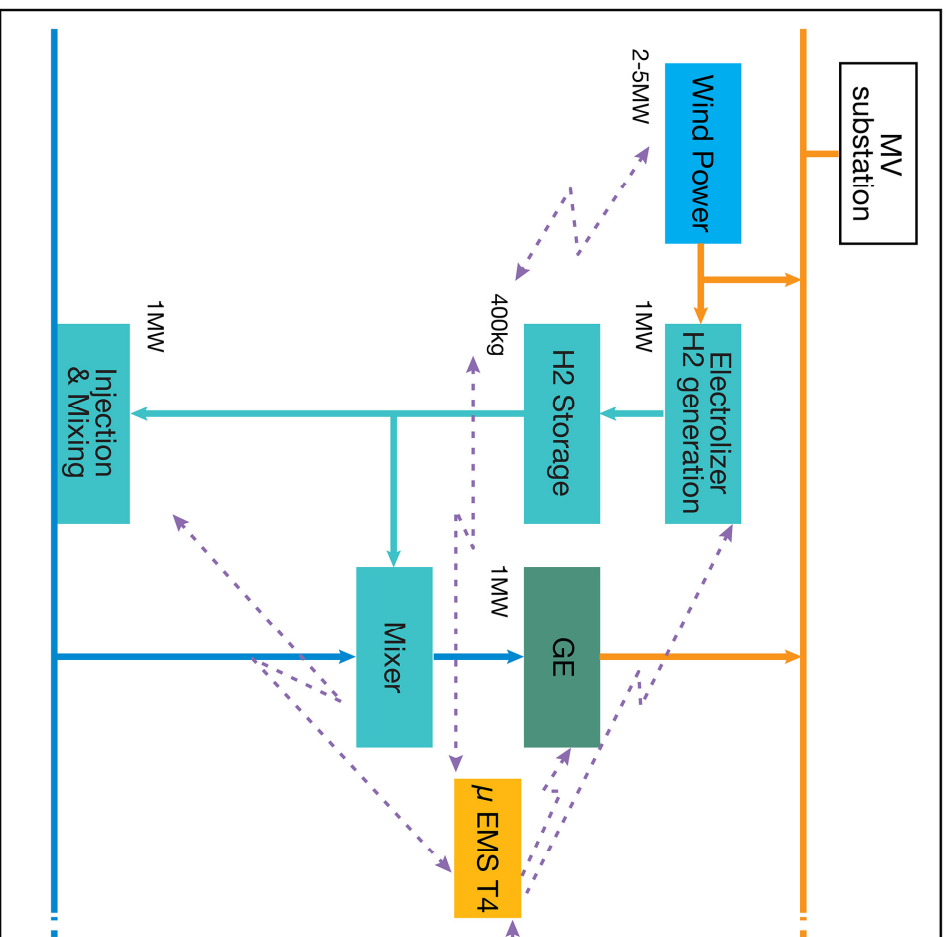 MV
substation
2-5MW
Wind Power
1MW
Electrolizer
H2 generation
400kg
H2 Storage
1MW
Injection
& Mixing
Mixer
1MW
GE
μ EMS T4